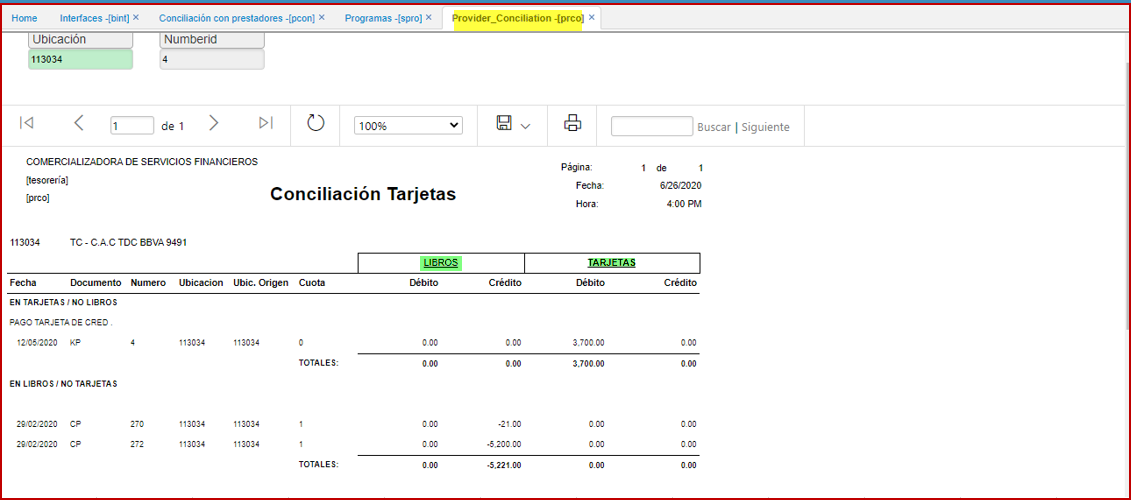 Home Interfaces -[bint] × Conciliación con prestadores -[pcon] × Programas -[spro] × Provider_Conciliation -[prco] ×
Ubicación Numberid
113034 4
1 de 1 100% Buscar | Siguiente
COMERCIALIZADORA DE SERVICIOS FINANCIEROS
Página: 1 de 1
[tesorería]
Fecha: 6/26/2020
Conciliación Tarjetas
[prco]
Hora: 4:00 PM
113034 TC - C.A.C TDC BBVA 9491
LIBROS TARJETAS
Fecha Documento Numero Ubicacion Ubic. Origen Cuota Débito Crédito Débito Crédito
EN TARJETAS / NO LIBROS
PAGO TARJETA DE CRED .
12/05/2020 KP 4 113034 113034 0 0.00 0.00 3,700.00 0.00
TOTALES: 0.00 0.00 3,700.00 0.00
EN LIBROS / NO TARJETAS
29/02/2020 CP 270 113034 113034 1 0.00 -21.00 0.00 0.00
29/02/2020 CP 272 113034 113034 1 0.00 -5,200.00 0.00 0.00
TOTALES: 0.00 -5,221.00 0.00 0.00